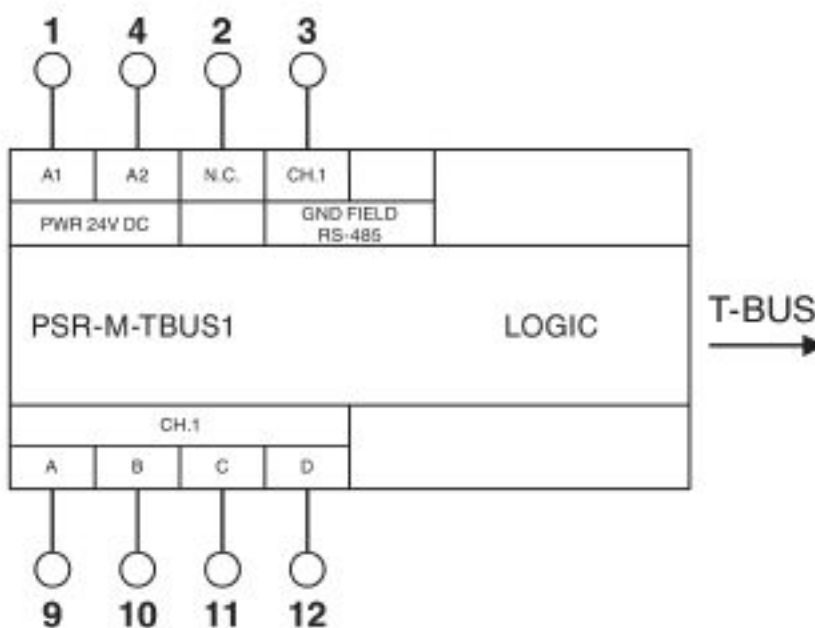 1 4 2 3
A1 A2 N.C. CH.1
PWR 24V DC GND FIELD
RS-485
PSR-M-TBUS1 LOGIC T-BUS
CH.1
A B C D
9 10 11 12